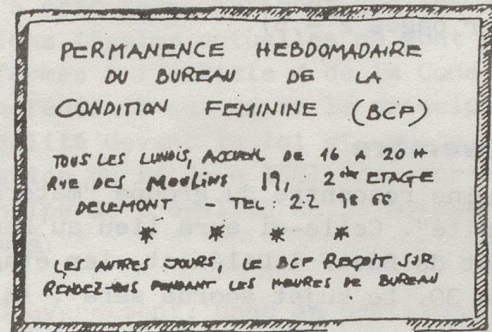 PERMANENCE HEBDOMADAIRE
DU BUREAU DE LA
CONDITION FEMININE (BCF)
TOUS LES LUNDIS, ACCUEIL DE 16 A 20 H
RUE DES MOULINS 19, 2ème ETAGE
DELEMONT – TEL: 22 98 66
* * * *
LES AUTRES JOURS, LE BCF REÇOIT SUR
RENDEZ-VOUS PENDANT LES HEURES DE BUREAU